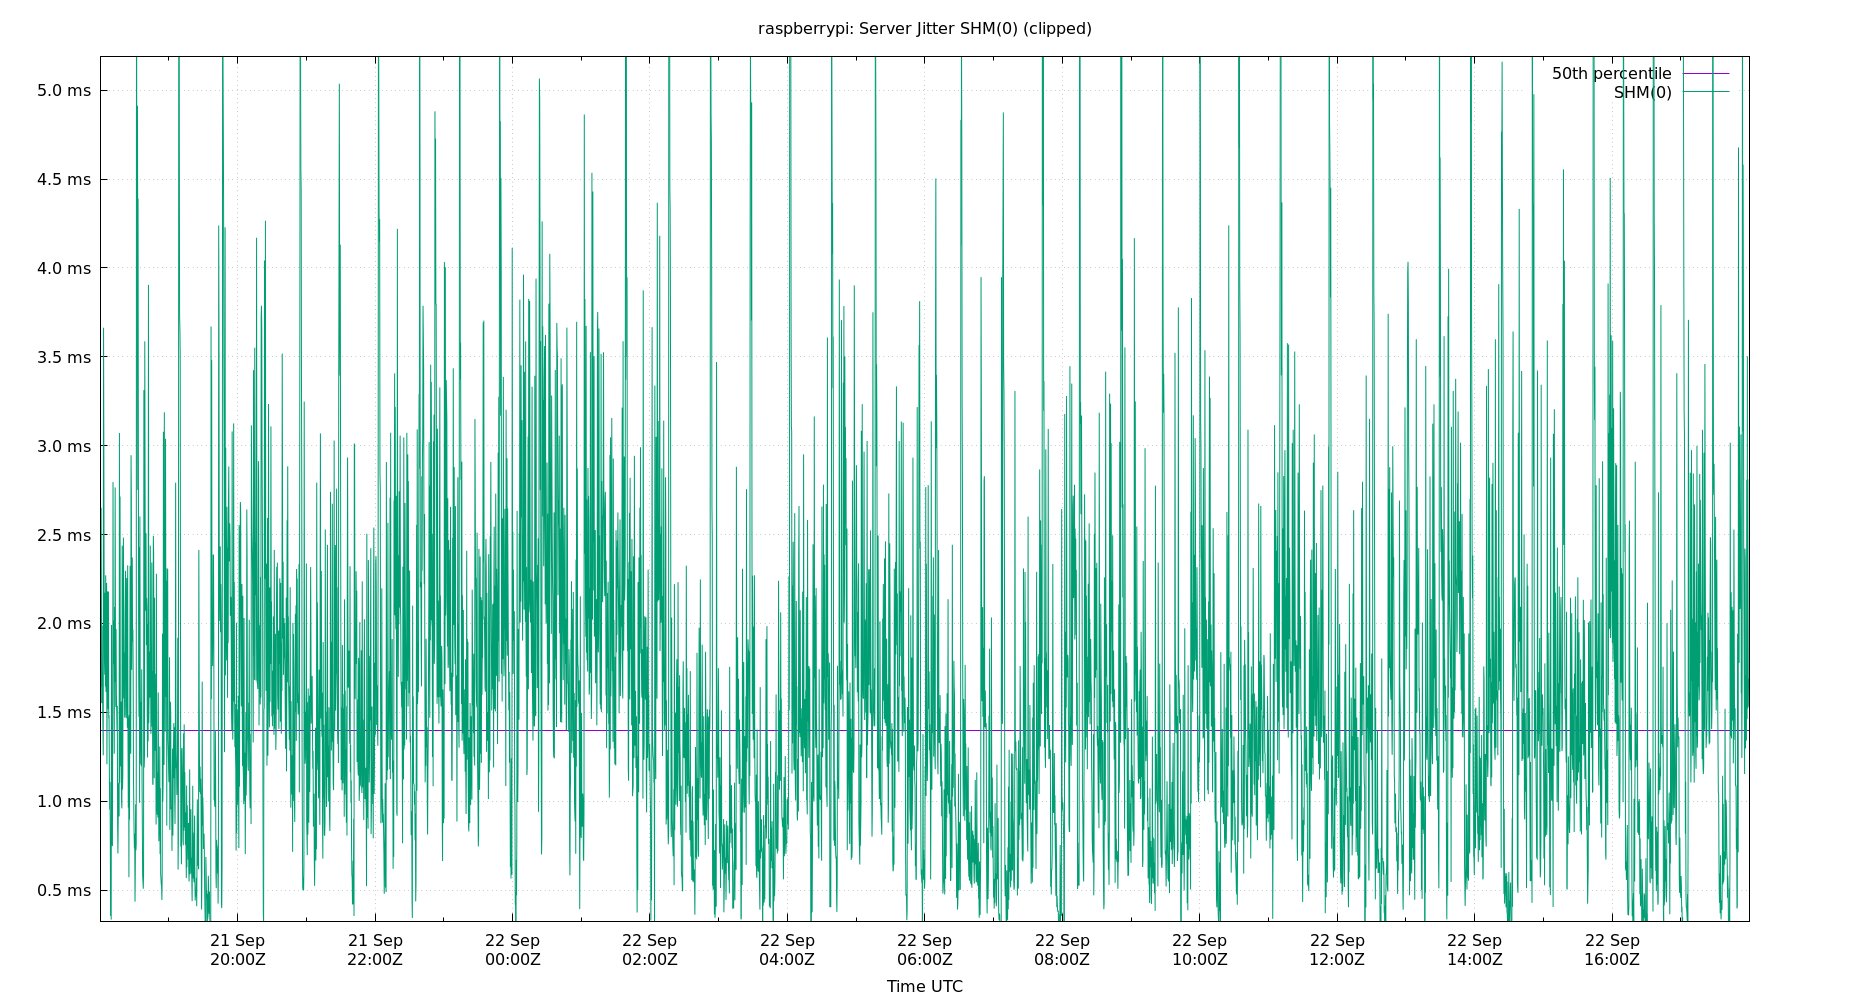 raspberrypi: Server Jitter SHM(0) (clipped)
50th percentile
SHM(0)
5.0 ms
4.5 ms
4.0 ms
3.5 ms
3.0 ms
2.5 ms
2.0 ms
1.5 ms
1.0 ms
0.5 ms
21 Sep 21 Sep 22 Sep 22 Sep 22 Sep 22 Sep 22 Sep 22 Sep 22 Sep 22 Sep 22 Sep
20:00Z 22:00Z 00:00Z 02:00Z 04:00Z 06:00Z 08:00Z 10:00Z 12:00Z 14:00Z 16:00Z
Time UTC